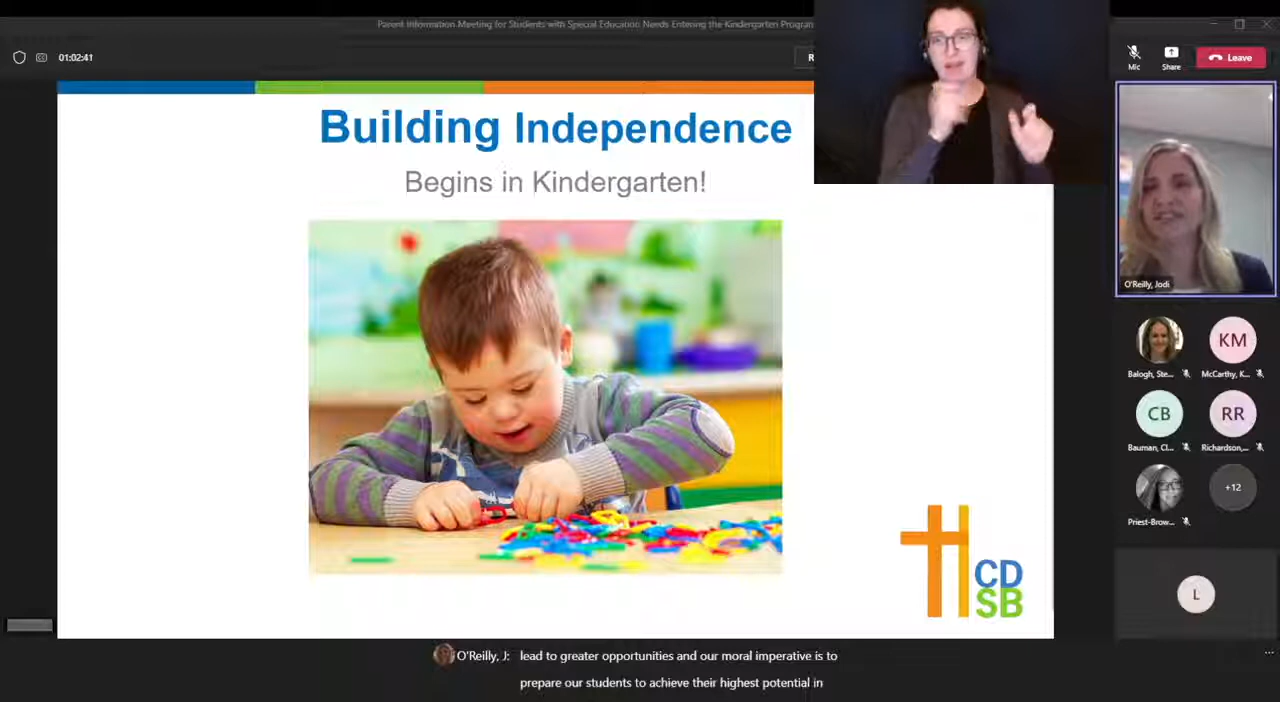 Parent Information Meeting for Students with Special Education Needs Entering the Kindergarten Program
01:02:41
R
Mic
Share
Leave
Building Independence
Begins in Kindergarten!
O'Reilly, Jodi
KM
Balogh, Ste...
McCarthy, K...
CB
RR
Bauman, Cl...
Richardson,...
+12
Priest-Brow...
H
CD
SB
L
O'Reilly, J:
lead to greater opportunities and our moral imperative is to
prepare our students to achieve their highest potential in